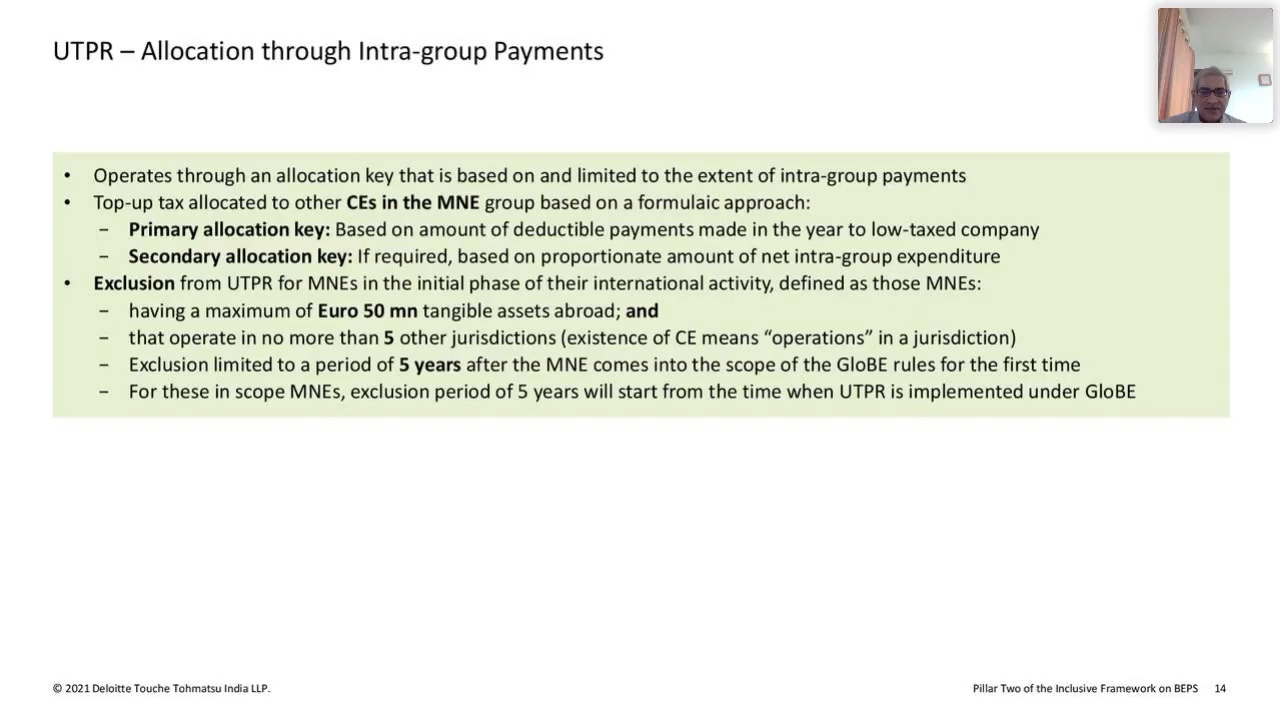 UTPR – Allocation through Intra-group Payments
• Operates through an allocation key that is based on and limited to the extent of intra-group payments
• Top-up tax allocated to other CEs in the MNE group based on a formulaic approach:
− Primary allocation key: Based on amount of deductible payments made in the year to low-taxed company
− Secondary allocation key: If required, based on proportionate amount of net intra-group expenditure
• Exclusion from UTPR for MNEs in the initial phase of their international activity, defined as those MNEs:
− having a maximum of Euro 50 mn tangible assets abroad; and
− that operate in no more than 5 other jurisdictions (existence of CE means “operations” in a jurisdiction)
− Exclusion limited to a period of 5 years after the MNE comes into the scope of the GloBE rules for the first time
− For these in scope MNEs, exclusion period of 5 years will start from the time when UTPR is implemented under GloBE
© 2021 Deloitte Touche Tohmatsu India LLP.
Pillar Two of the Inclusive Framework on BEPS 14